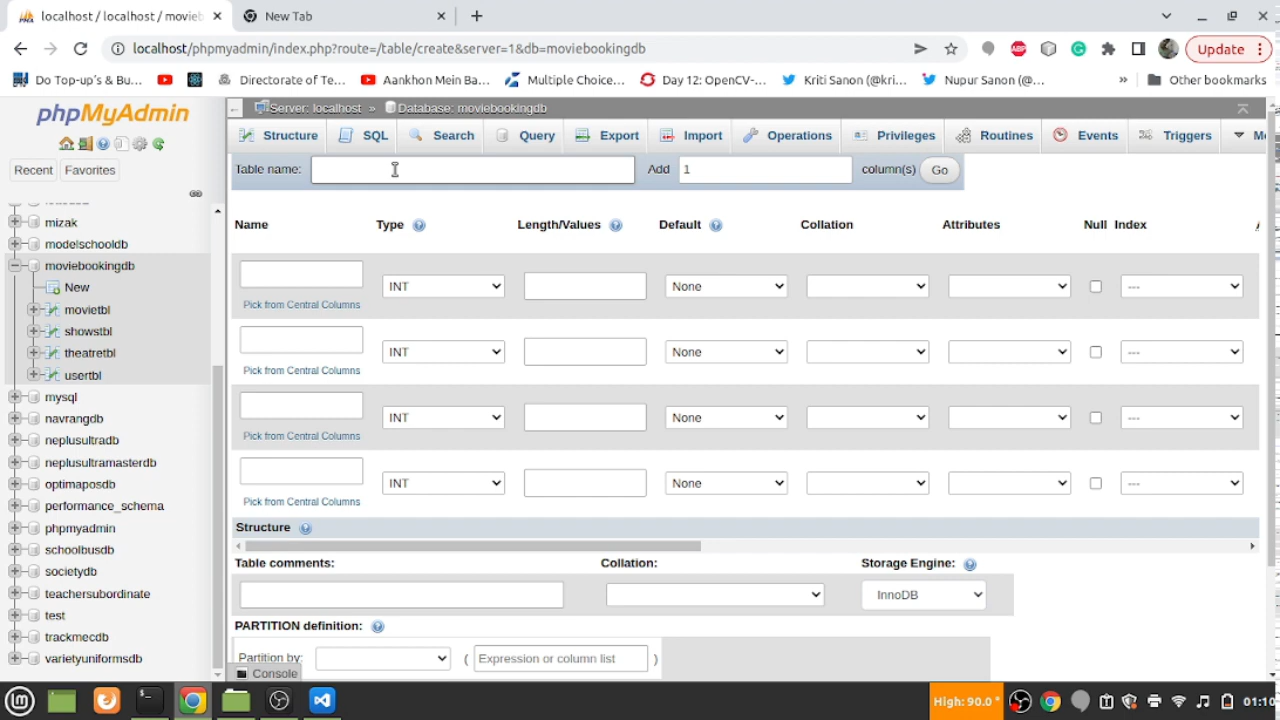 localhost / localhost / movieb
New Tab
localhost/phpmyadmin/index.php?route=/table/create&server=1&db=moviebookingdb
ABP
Update
Do Top-up's & Bu...
Directorate of Te...
Aankhon Mein Ba...
Multiple Choice...
Day 12: OpenCV-...
Kriti Sanon (@kri...
Nupur Sanon (@...
»
Other bookmarks
phpMyAdmin
Recent
Favorites
mizak
modelschooldb
moviebookingdb
New
movietbl
showstbl
theatretbl
usertbl
mysql
navrangdb
neplusultradb
neplusultramasterdb
optimaposdb
performance_schema
phpmyadmin
schoolbusdb
societydb
teachersubordinate
test
trackmecdb
varietyuniformsdb
Server: localhost » Database: moviebookingdb
Structure SQL Search Query Export Import Operations Privileges Routines Events Triggers Mo
Table name: Add 1 column(s) Go
Name Type Length/Values Default Collation Attributes Null Index
INT None ---
Pick from Central Columns
INT None ---
Pick from Central Columns
INT None ---
Pick from Central Columns
INT None ---
Pick from Central Columns
Structure
Table comments: Collation: Storage Engine:
InnoDB
PARTITION definition:
Partition by: ( Expression or column list )
Console
High: 90.0 °
01:10